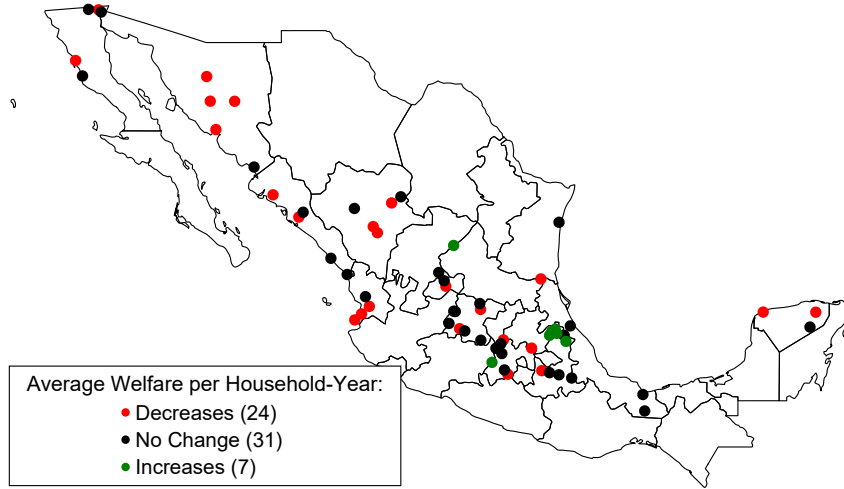 Average Welfare per Household-Year:
Decreases (24)
No Change (31)
Increases (7)